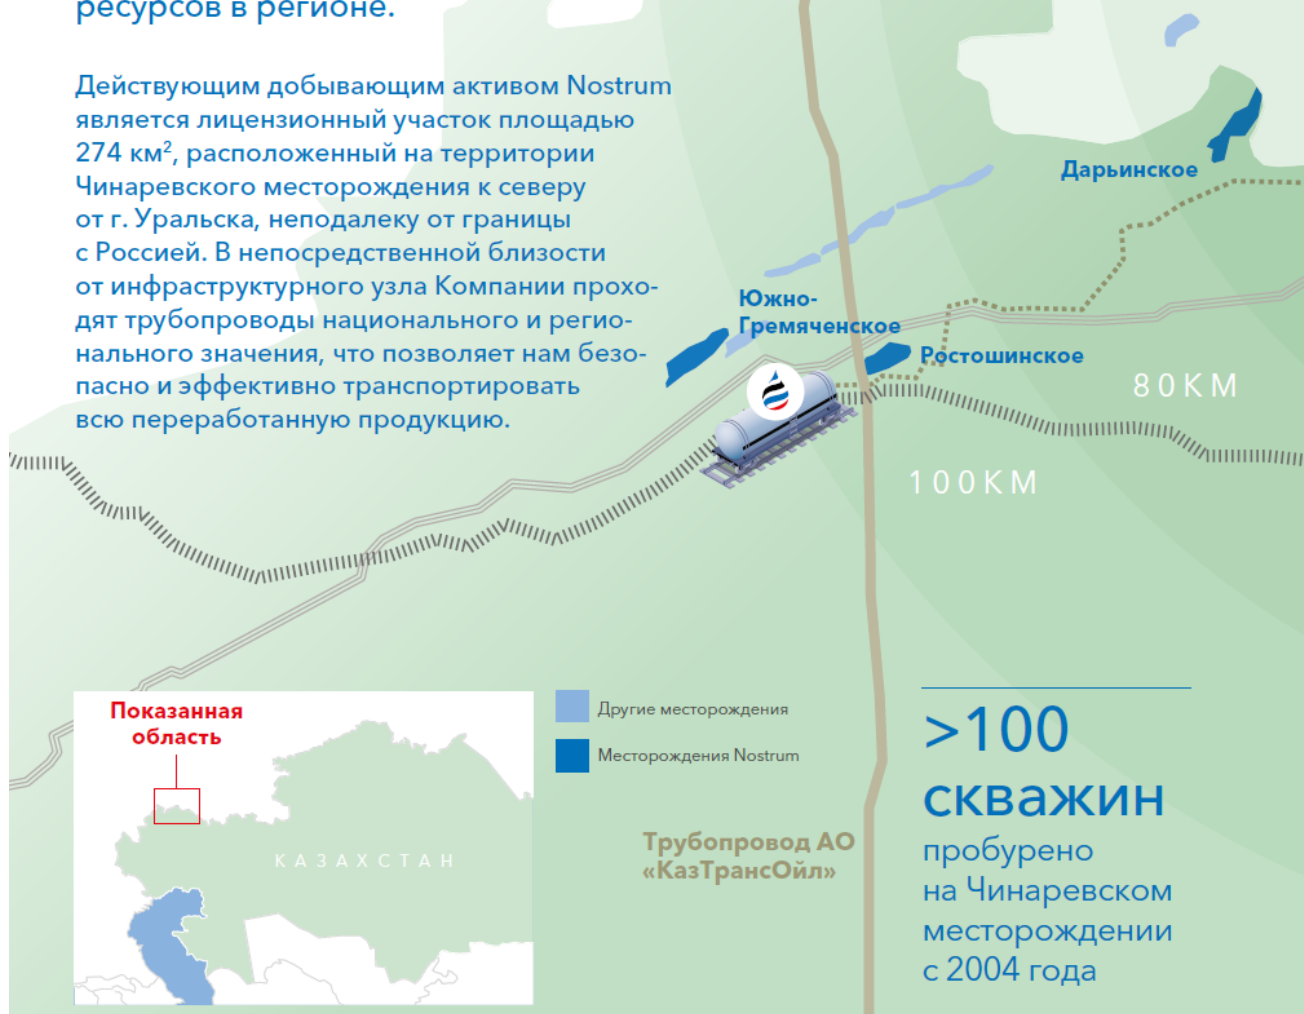 ресурсов в регионе.
Действующим добывающим активом Nostrum
является лицензионный участок площадью
274 км², расположенный на территории
Чинаревского месторождения к северу
от г. Уральска, неподалеку от границы
с Россией. В непосредственной близости
от инфраструктурного узла Компании прохо-
дят трубопроводы национального и регио-
нального значения, что позволяет нам безо-
пасно и эффективно транспортировать
всю переработанную продукцию.
Дарьинское
Южно-
Гремяченское
Ростошинское
80КМ
100КМ
Показанная
область
КАЗАХСТАН
Другие месторождения
Месторождения Nostrum
Трубопровод АО
«КазТрансОйл»
>100
скважин
пробурено
на Чинаревском
месторождении
с 2004 года